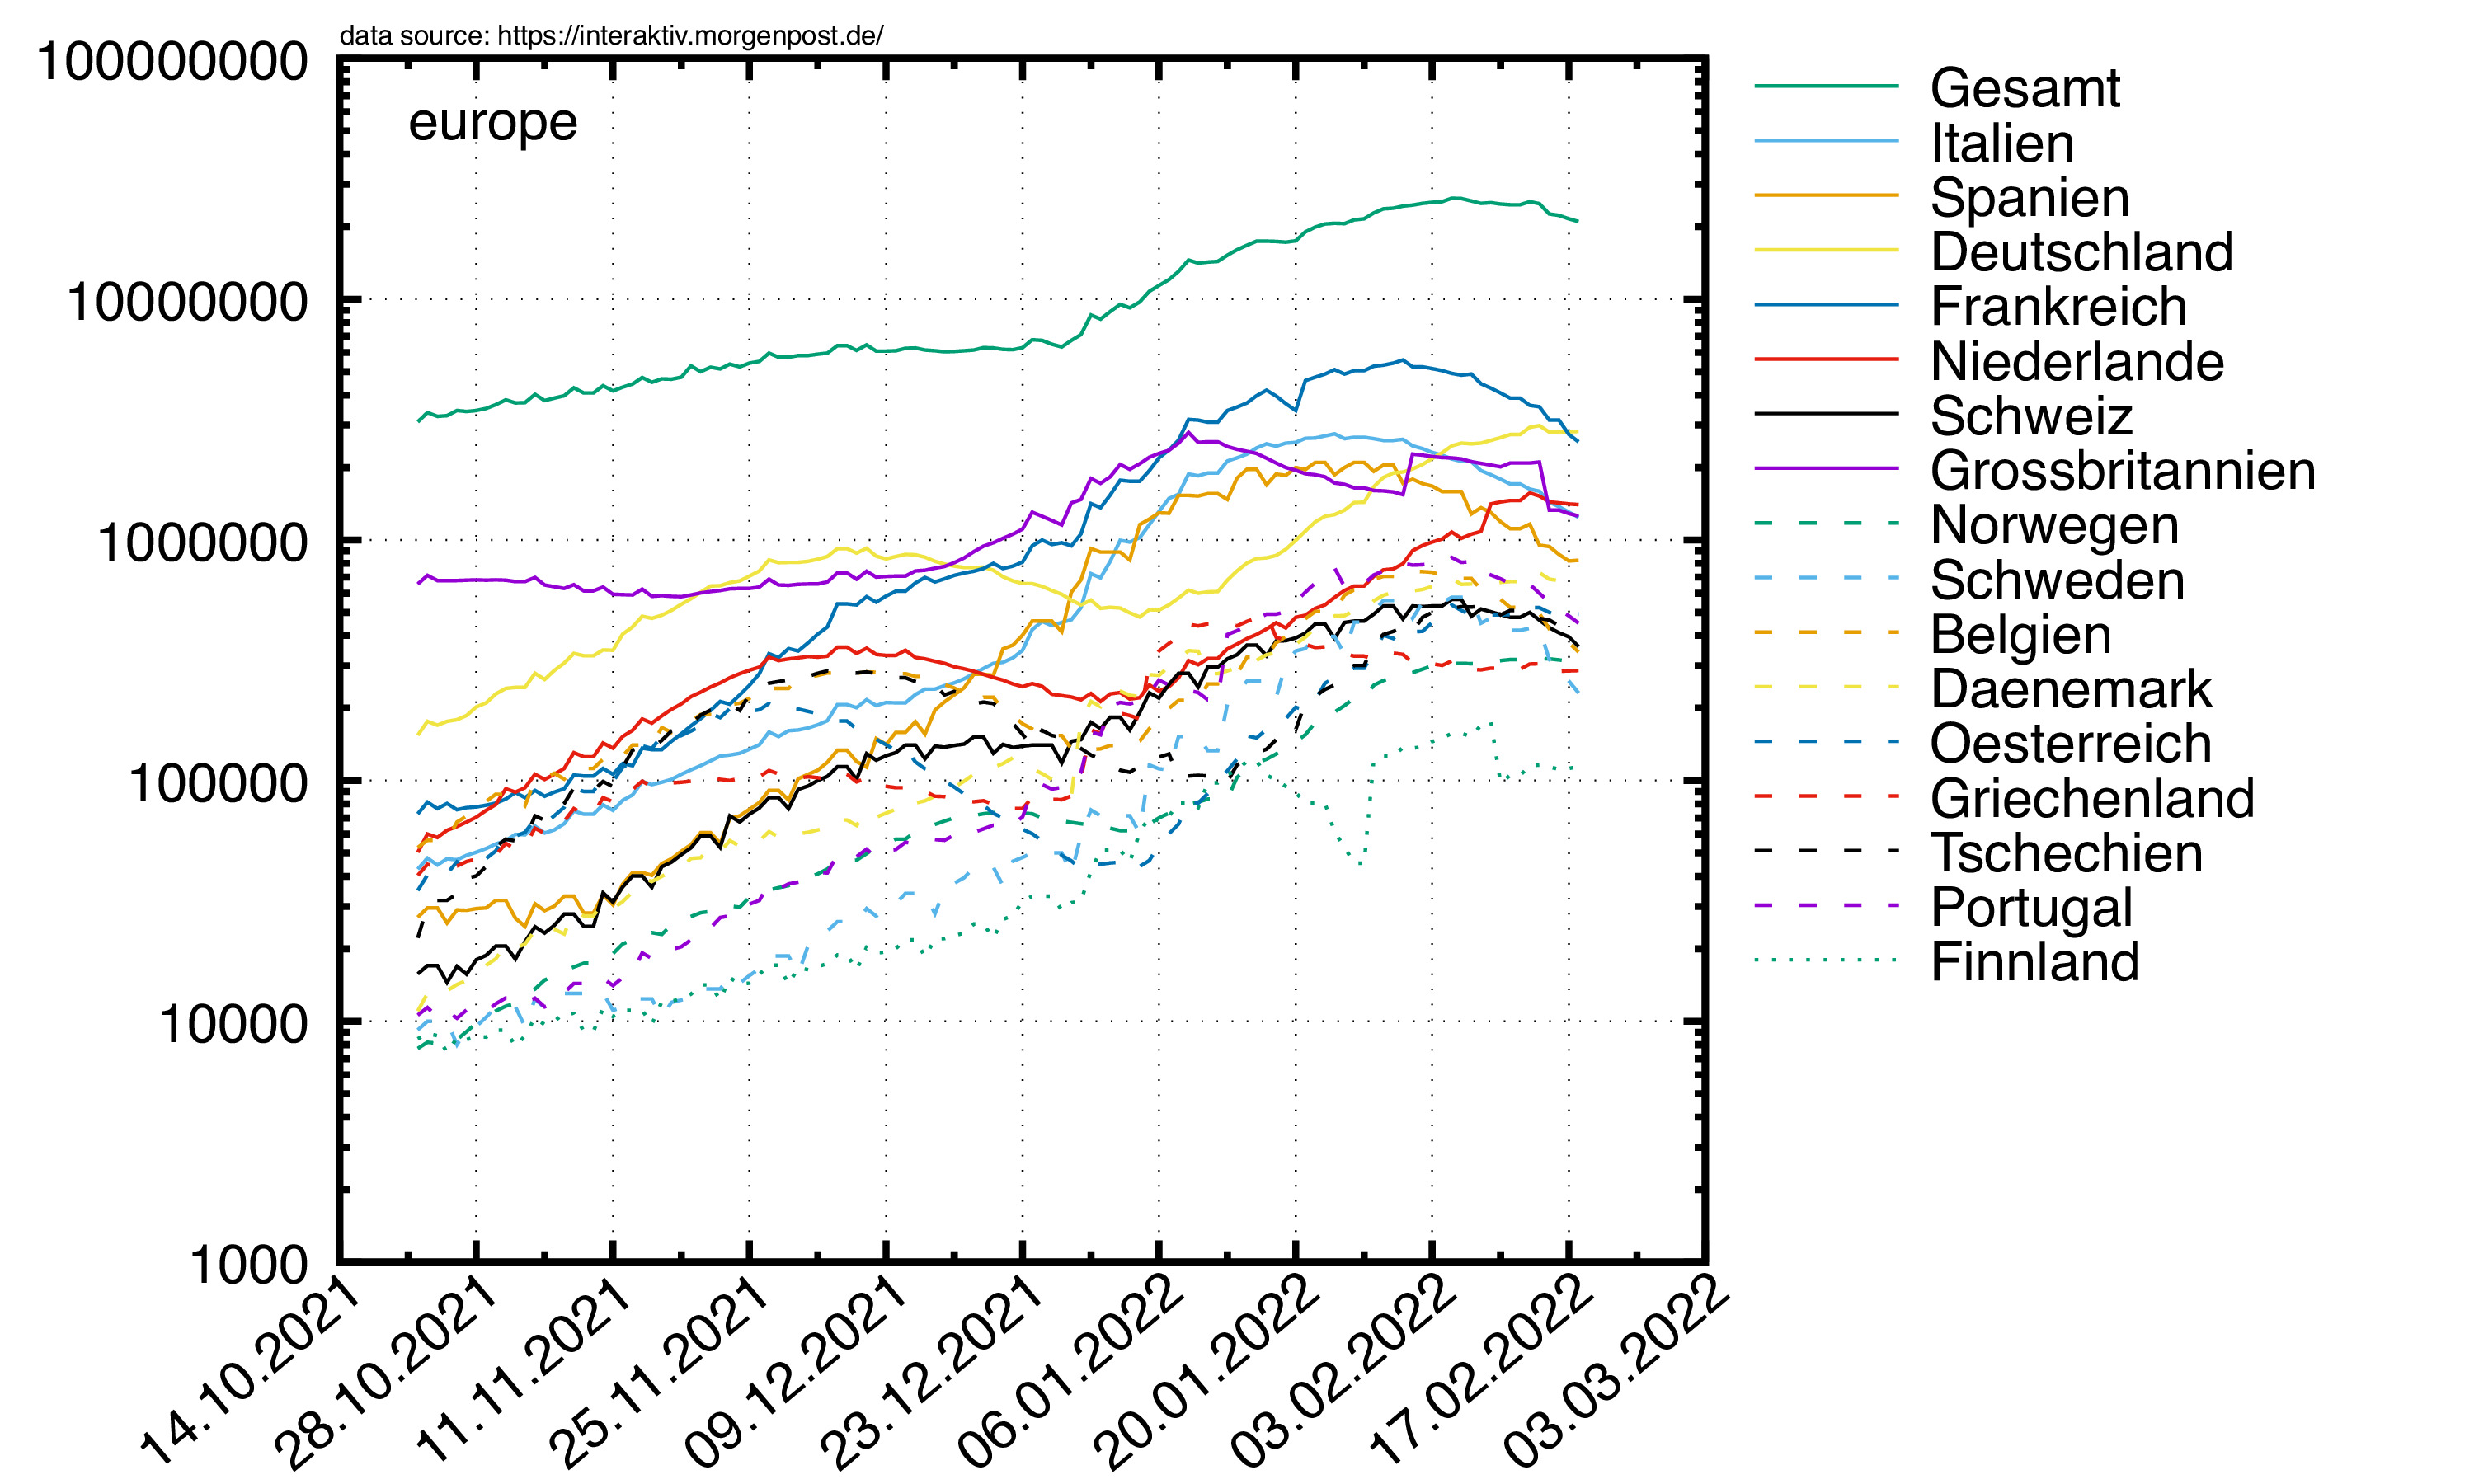 data source: https://interaktiv.morgenpost.de/
europe
100000000
10000000
1000000
100000
10000
1000
14.10.2021
28.10.2021
11.11.2021
25.11.2021
09.12.2021
23.12.2021
06.01.2022
20.01.2022
03.02.2022
17.02.2022
03.03.2022
Gesamt
Italien
Spanien
Deutschland
Frankreich
Niederlande
Schweiz
Grossbritannien
Norwegen
Schweden
Belgien
Daenemark
Oesterreich
Griechenland
Tschechien
Portugal
Finnland